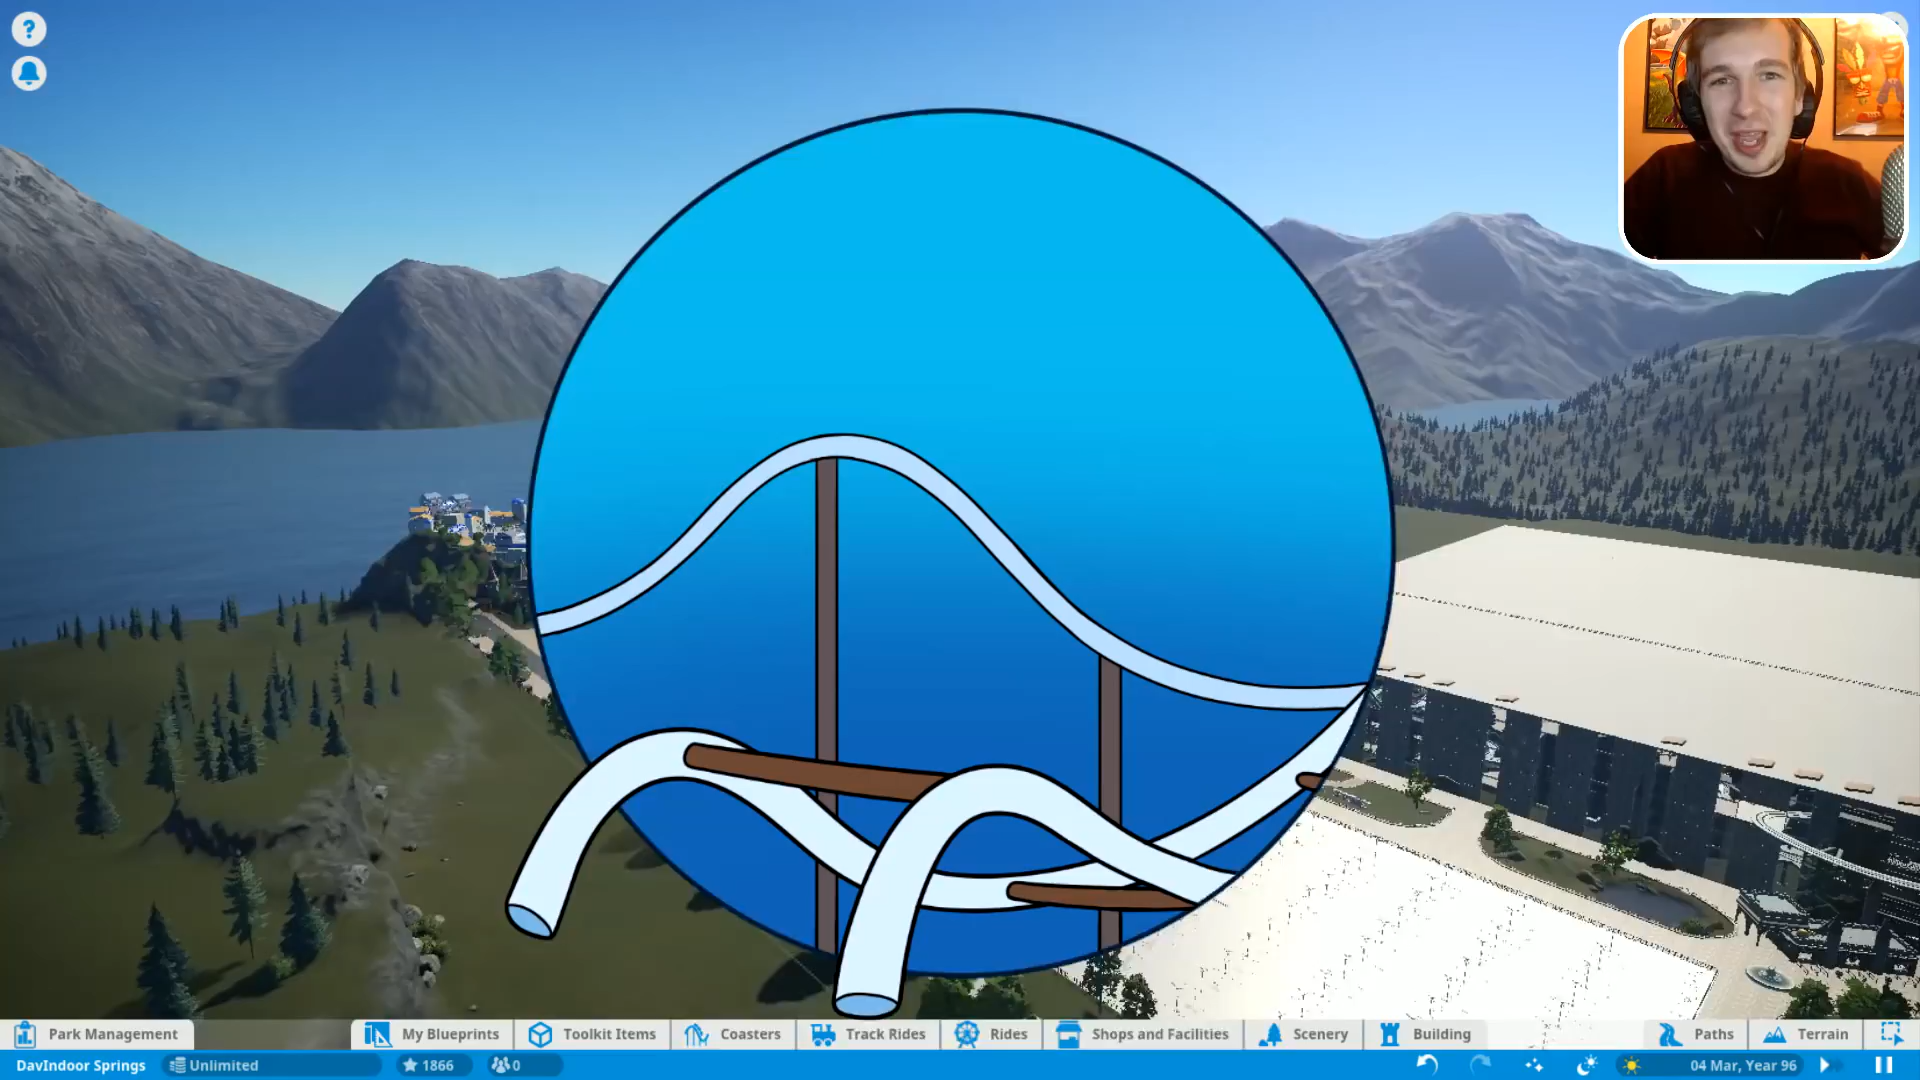 ?
Park Management
My Blueprints
Toolkit Items
Coasters
Track Rides
Rides
Shops and Facilities
Scenery
Building
Paths
Terrain
DavIndoor Springs
Unlimited
1866
0
04 Mar, Year 96